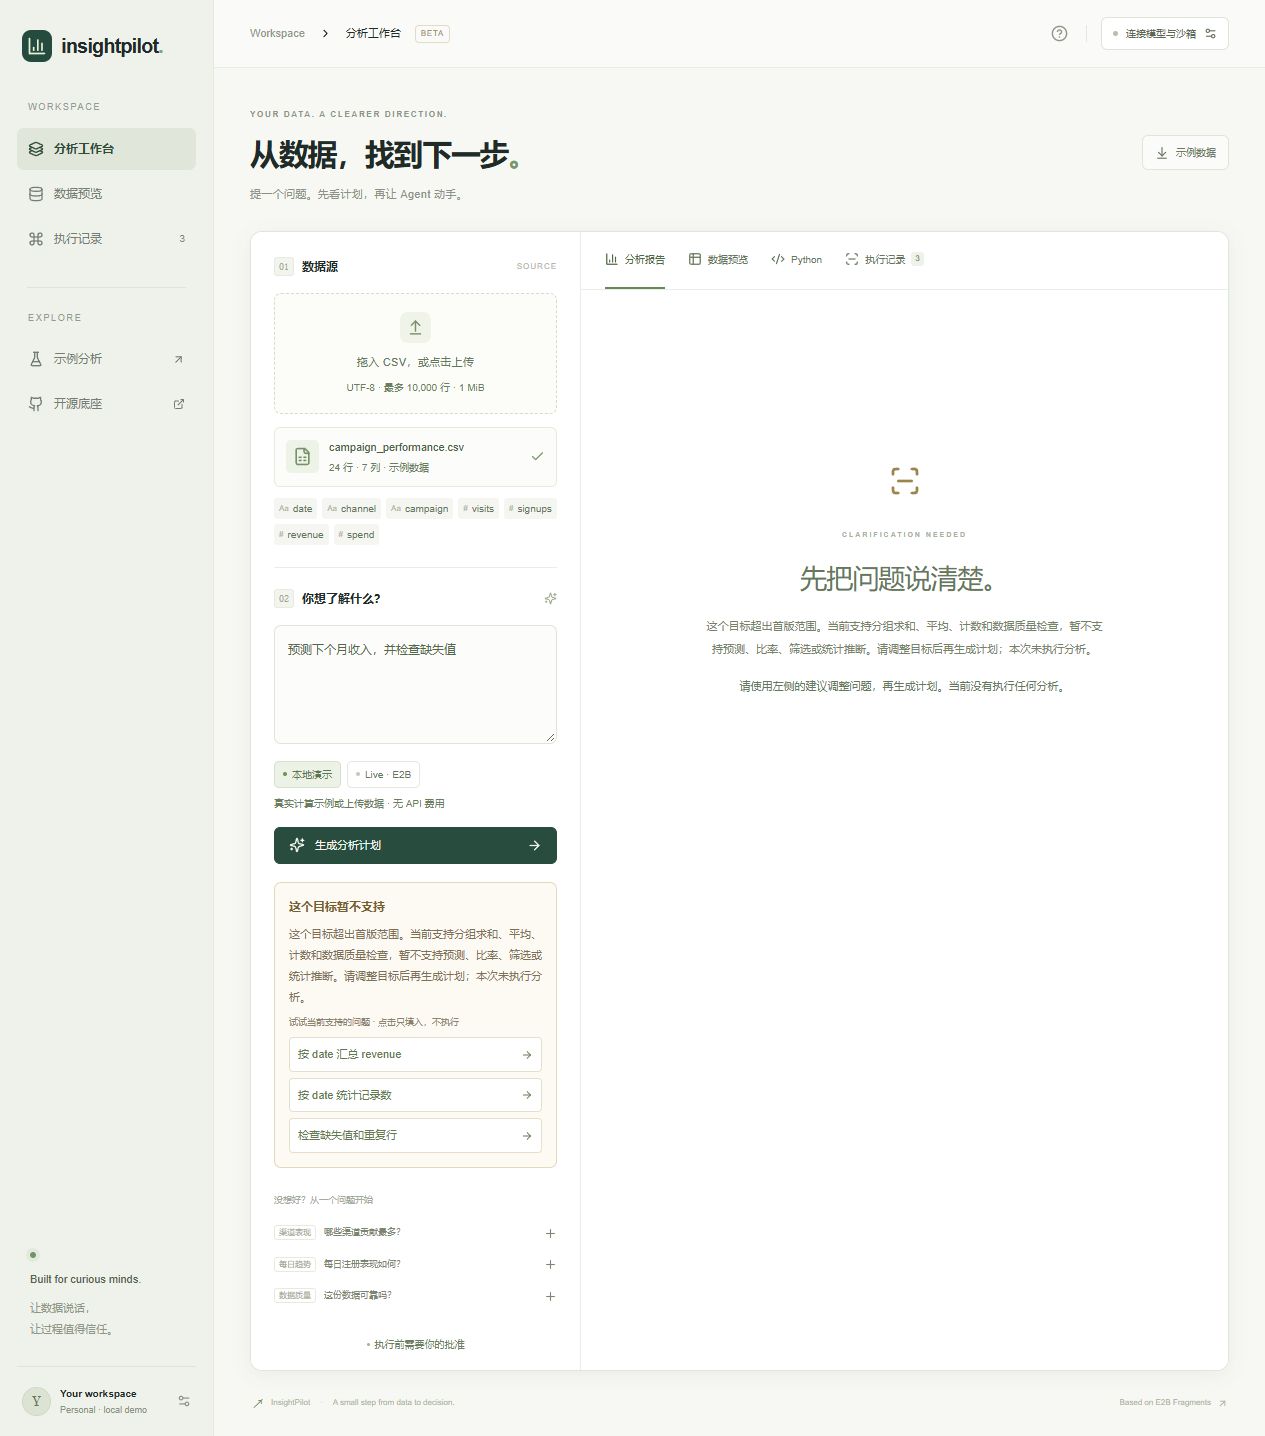 insightpilot.
WORKSPACE
分析工作台
数据预览
执行记录 3
EXPLORE
示例分析
开源底座
Built for curious minds.
让数据说话，
让过程值得信任。
Y
Your workspace
Personal · local demo
Workspace > 分析工作台 BETA
连接模型与沙箱
YOUR DATA. A CLEARER DIRECTION.
从数据，找到下一步。
提一个问题。先看计划，再让 Agent 动手。
示例数据
01 数据源 SOURCE
拖入 CSV，或点击上传
UTF-8 · 最多 10,000 行 · 1 MiB
campaign_performance.csv
24 行 · 7 列 · 示例数据
Aa date Aa channel Aa campaign # visits # signups
# revenue # spend
02 你想了解什么？
预测下个月收入，并检查缺失值
本地演示 Live · E2B
真实计算示例或上传数据 · 无 API 费用
生成分析计划
这个目标暂不支持
这个目标超出首版范围。当前支持分组求和、平均、
计数和数据质量检查，暂不支持预测、比率、筛选或
统计推断。请调整目标后再生成计划；本次未执行分
析。
试试当前支持的问题 · 点击只填入，不执行
按 date 汇总 revenue
按 date 统计记录数
检查缺失值和重复行
没想好？从一个问题开始
渠道表现 哪些渠道贡献最多？
每日趋势 每日注册表现如何？
数据质量 这份数据可靠吗？
执行前需要你的批准
分析报告 数据预览 Python 执行记录 3
CLARIFICATION NEEDED
先把问题说清楚。
这个目标超出首版范围。当前支持分组求和、平均、计数和数据质量检查，暂不支
持预测、比率、筛选或统计推断。请调整目标后再生成计划；本次未执行分析。
请使用左侧的建议调整问题，再生成计划。当前没有执行任何分析。
InsightPilot · A small step from data to decision.
Based on E2B Fragments